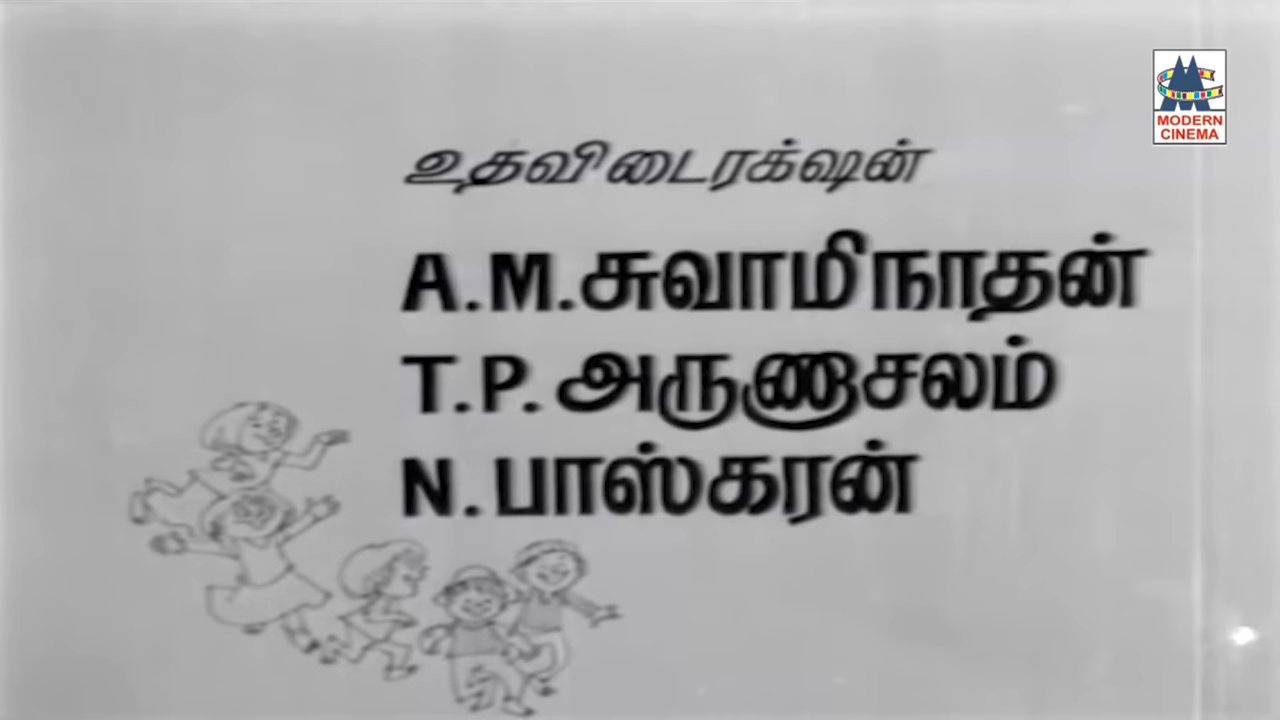 MODERN
CINEMA
உதவி டைரக்ஷன்
A.M.சுவாமிநாதன்
T.P.அருணாசலம்
N.பாஸ்கரன்